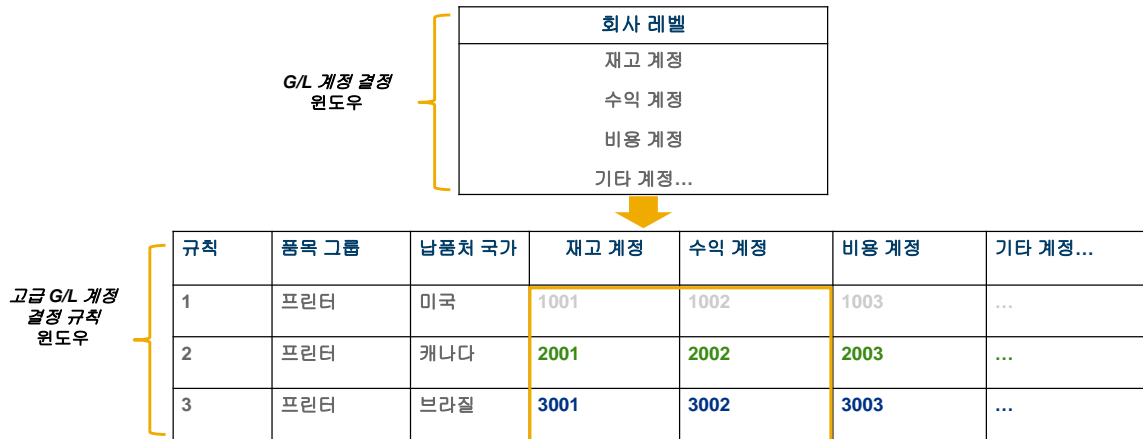 회사 레벨
재고 계정
수익 계정
비용 계정
기타 계정...
G/L 계정 결정
윈도우
규칙 품목 그룹 납품처 국가 재고 계정 수익 계정 비용 계정 기타 계정...
1 프린터 미국 1001 1002 1003 ...
2 프린터 캐나다 2001 2002 2003 ...
3 프린터 브라질 3001 3002 3003 ...
고급 G/L 계정
결정 규칙
윈도우